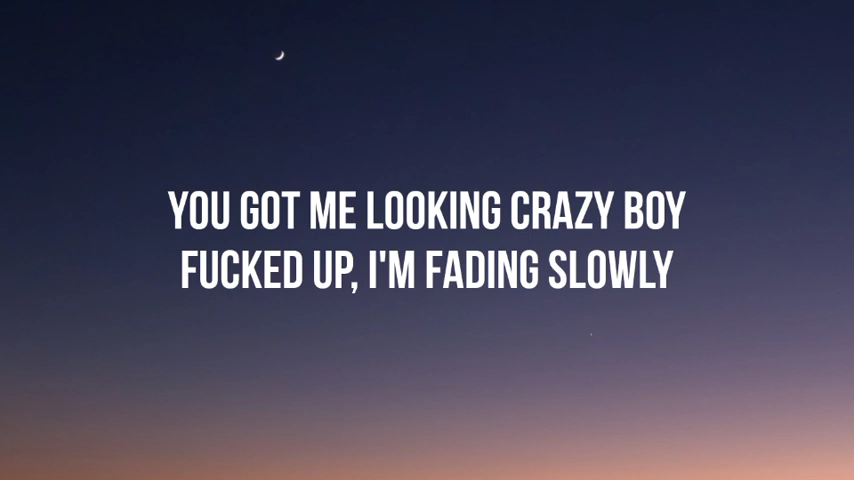 YOU GOT ME LOOKING CRAZY BOY
FUCKED UP, I'M FADING SLOWLY